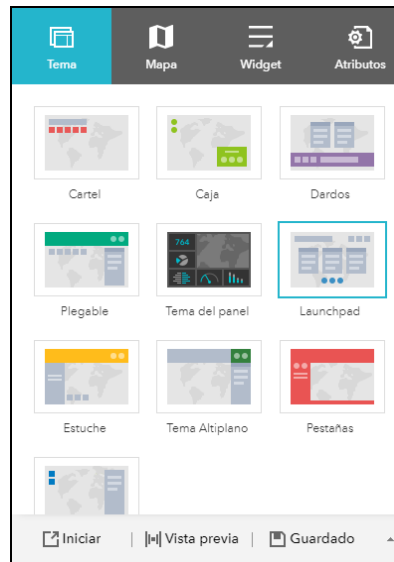 Tema Mapa Widget Atributos
Cartel Caja Dardos
764
Plegable Tema del panel Launchpad
Estuche Tema Altiplano Pestañas
Iniciar | Vista previa | Guardado